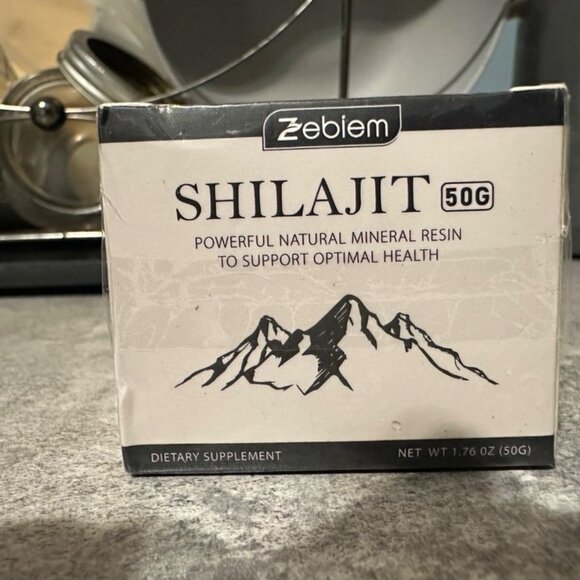 Zebiem
SHILAJIT 50G
POWERFUL NATURAL MINERAL RESIN
TO SUPPORT OPTIMAL HEALTH
DIETARY SUPPLEMENT NET WT 1.76 OZ (50G)